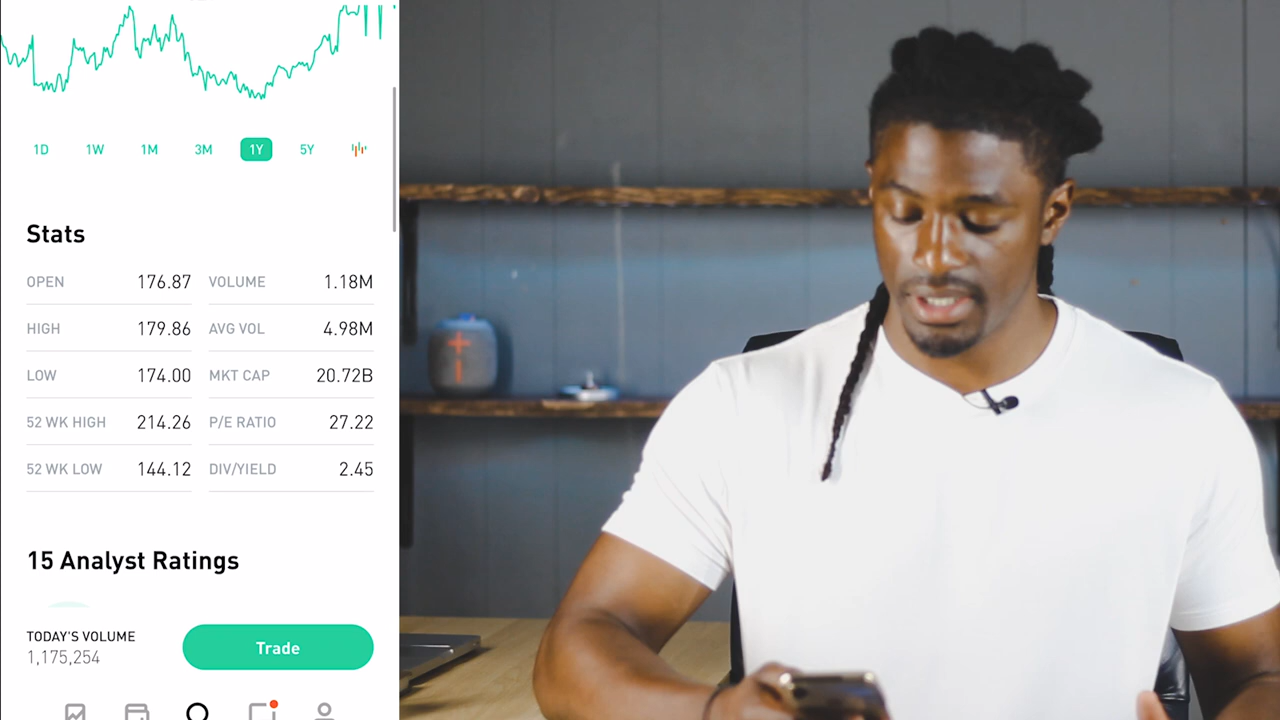 1D 1W 1M 3M 1Y 5Y
Stats
OPEN 176.87 VOLUME 1.18M
HIGH 179.86 AVG VOL 4.98M
LOW 174.00 MKT CAP 20.72B
52 WK HIGH 214.26 P/E RATIO 27.22
52 WK LOW 144.12 DIV/YIELD 2.45
15 Analyst Ratings
TODAY'S VOLUME
1,175,254
Trade